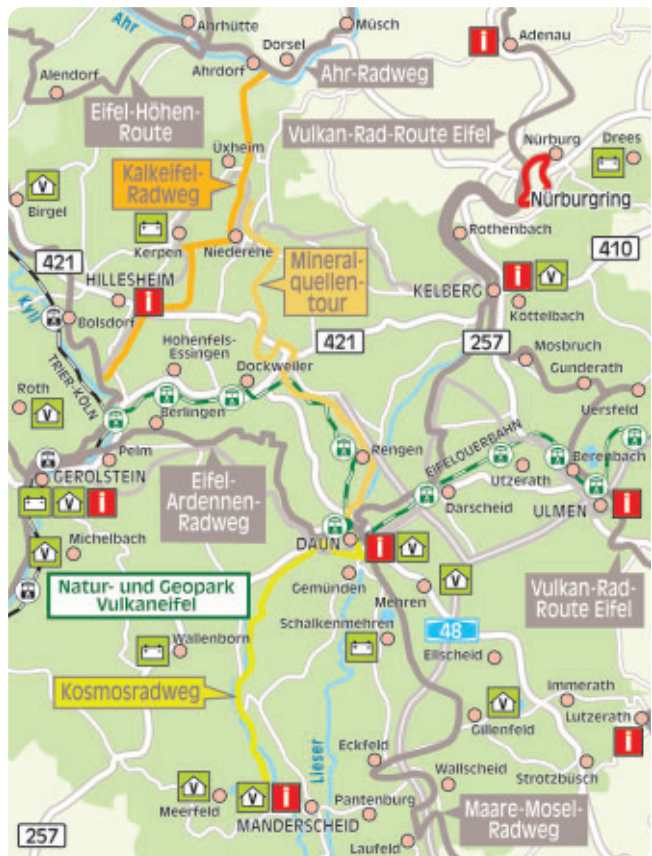 Ahr
Ahrhütte
Müsch
Dorsel
Adenau
Ahrdorf
Ahr-Radweg
Alendorf
Eifel-Höhen-
Route
Vulkan-Rad-Route Eifel
Nürburg
Drees
Üxheim
Kalkeifel-
Radweg
Nürburgring
Birgel
Rothenbach
Kerpen
Niederehe
410
421
Mineral-
quellen-
tour
HILLESHEIM
KELBERG
Kyll
Bolsdorf
Kottelbach
Hohenfels-
Essingen
421
257
Mosbruch
TRIER-KÖLN
Dockweiler
Gunderath
Roth
Berlingen
Uersfeld
Pelm
Rengen
EIFELQUERBAHN
Berenbach
GEROLSTEIN
Eifel-
Ardennen-
Radweg
Utzerath
Darscheid
ULMEN
Michelbach
DAUN
Natur- und Geopark
Vulkaneifel
Gemünden
Mehren
Vulkan-Rad-
Route Eifel
Schalkenmehren
48
Wallenborn
Ellscheid
Kosmosradweg
Immerath
Gillenfeld
Lutzerath
Lieser
Eckfeld
Wallscheid
Strotzbüsch
Meerfeld
Pantenburg
Maare-Mosel-
Radweg
MANDERSCHEID
257
Laufeld